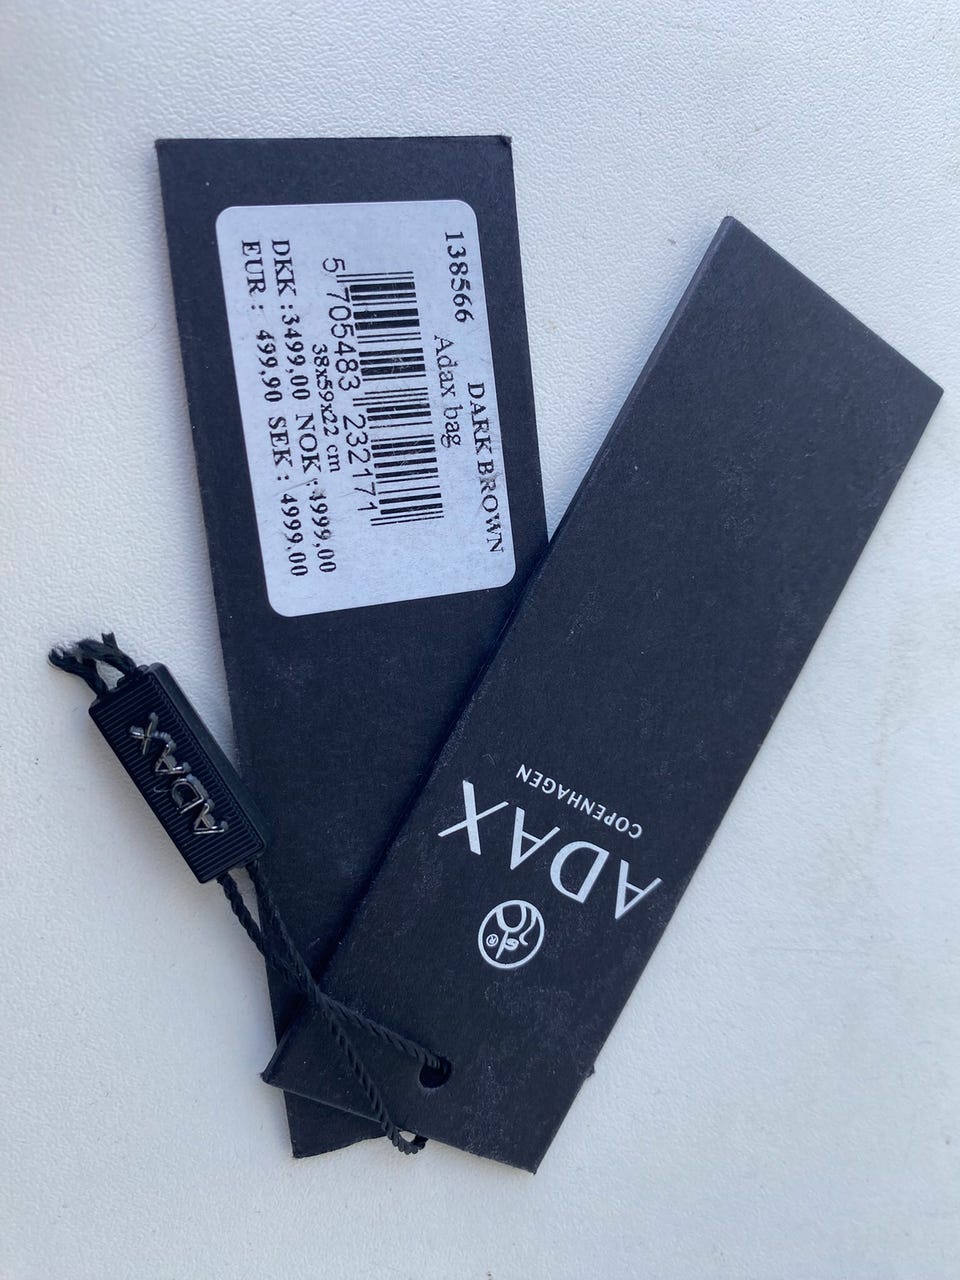 138566 DARK BROWN
Adax bag
5 705483 232171
38x59x22 cm
DKK :3499,00 NOK :4999,00
EUR : 499,90 SEK : 4999,00
ADAX
COPENHAGEN
ADAX
®